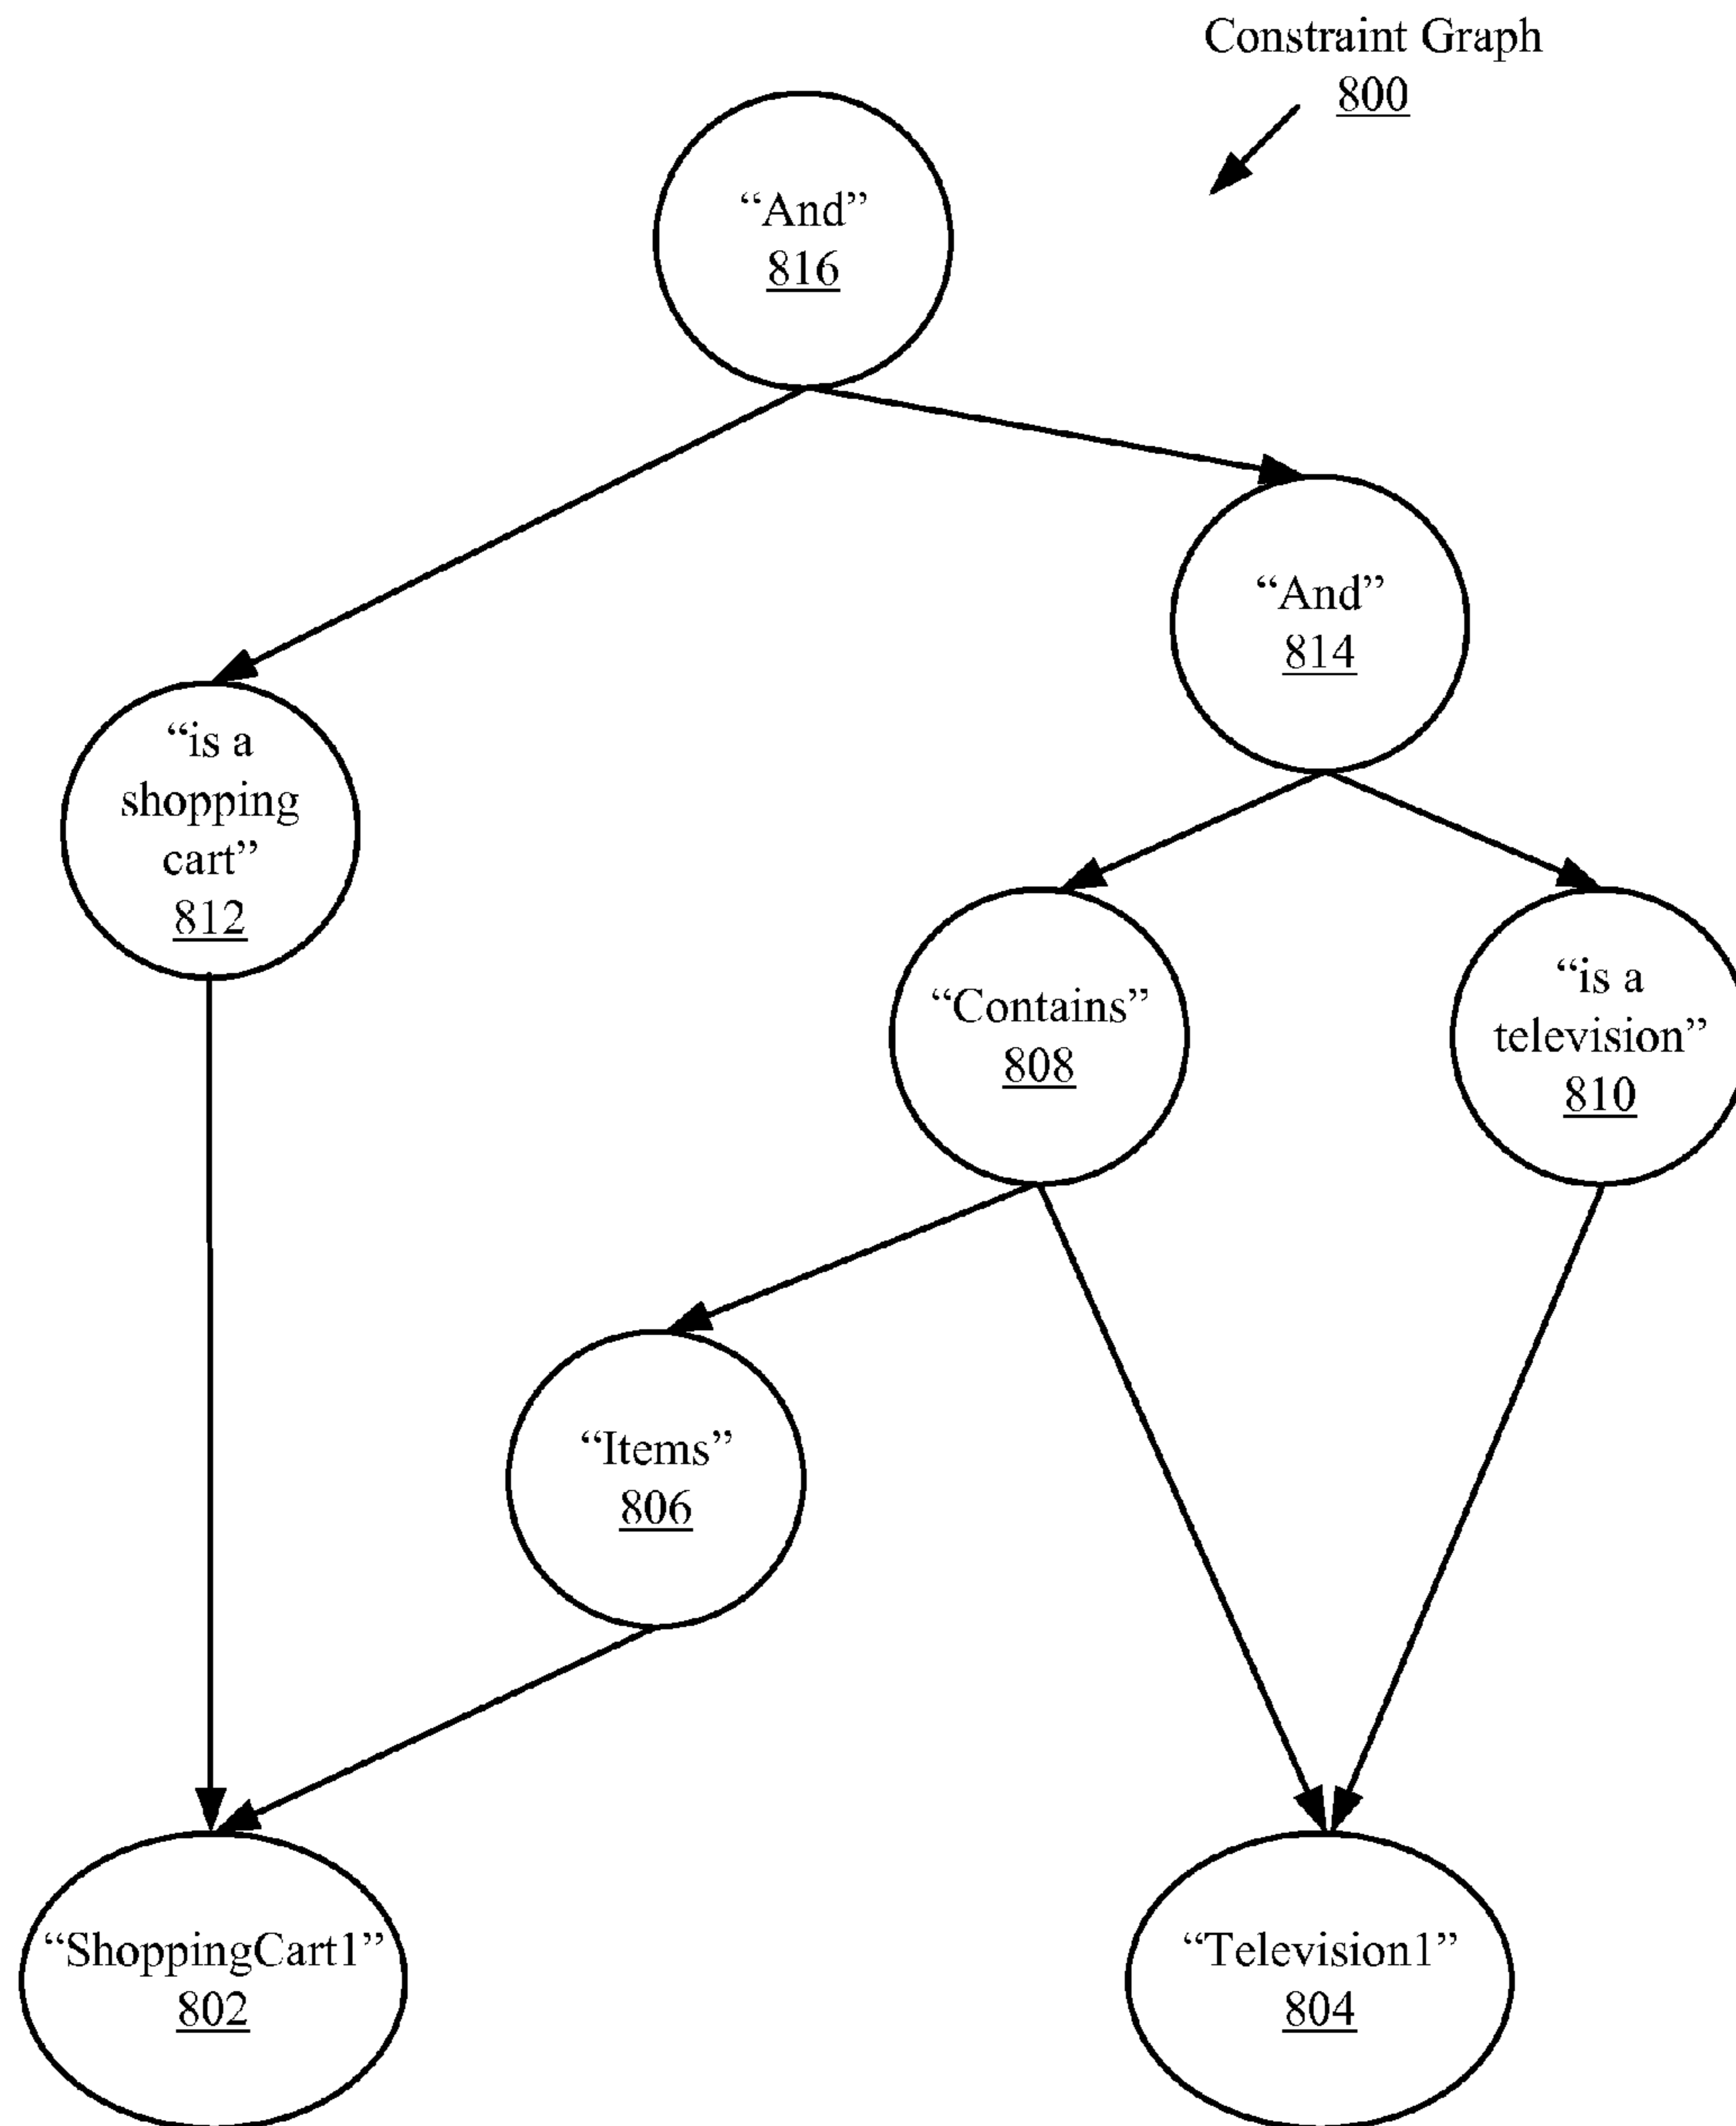 Constraint Graph
800
“And”
816
“And”
814
“is a
shopping
cart”
812
“Contains”
808
“is a
television”
810
“Items”
806
“ShoppingCart1”
802
“Television1”
804